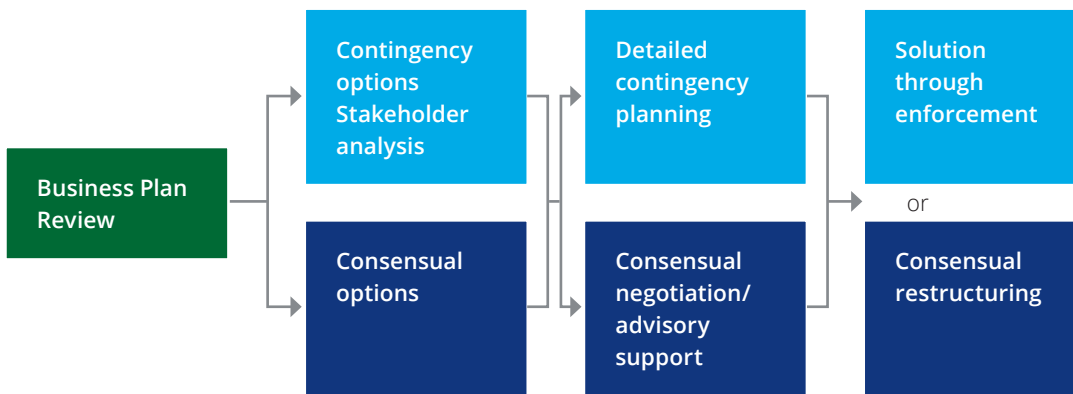 Business Plan
Review
Contingency
options
Stakeholder
analysis
Consensual
options
Detailed
contingency
planning
Consensual
negotiation/
advisory
support
Solution
through
enforcement
or
Consensual
restructuring